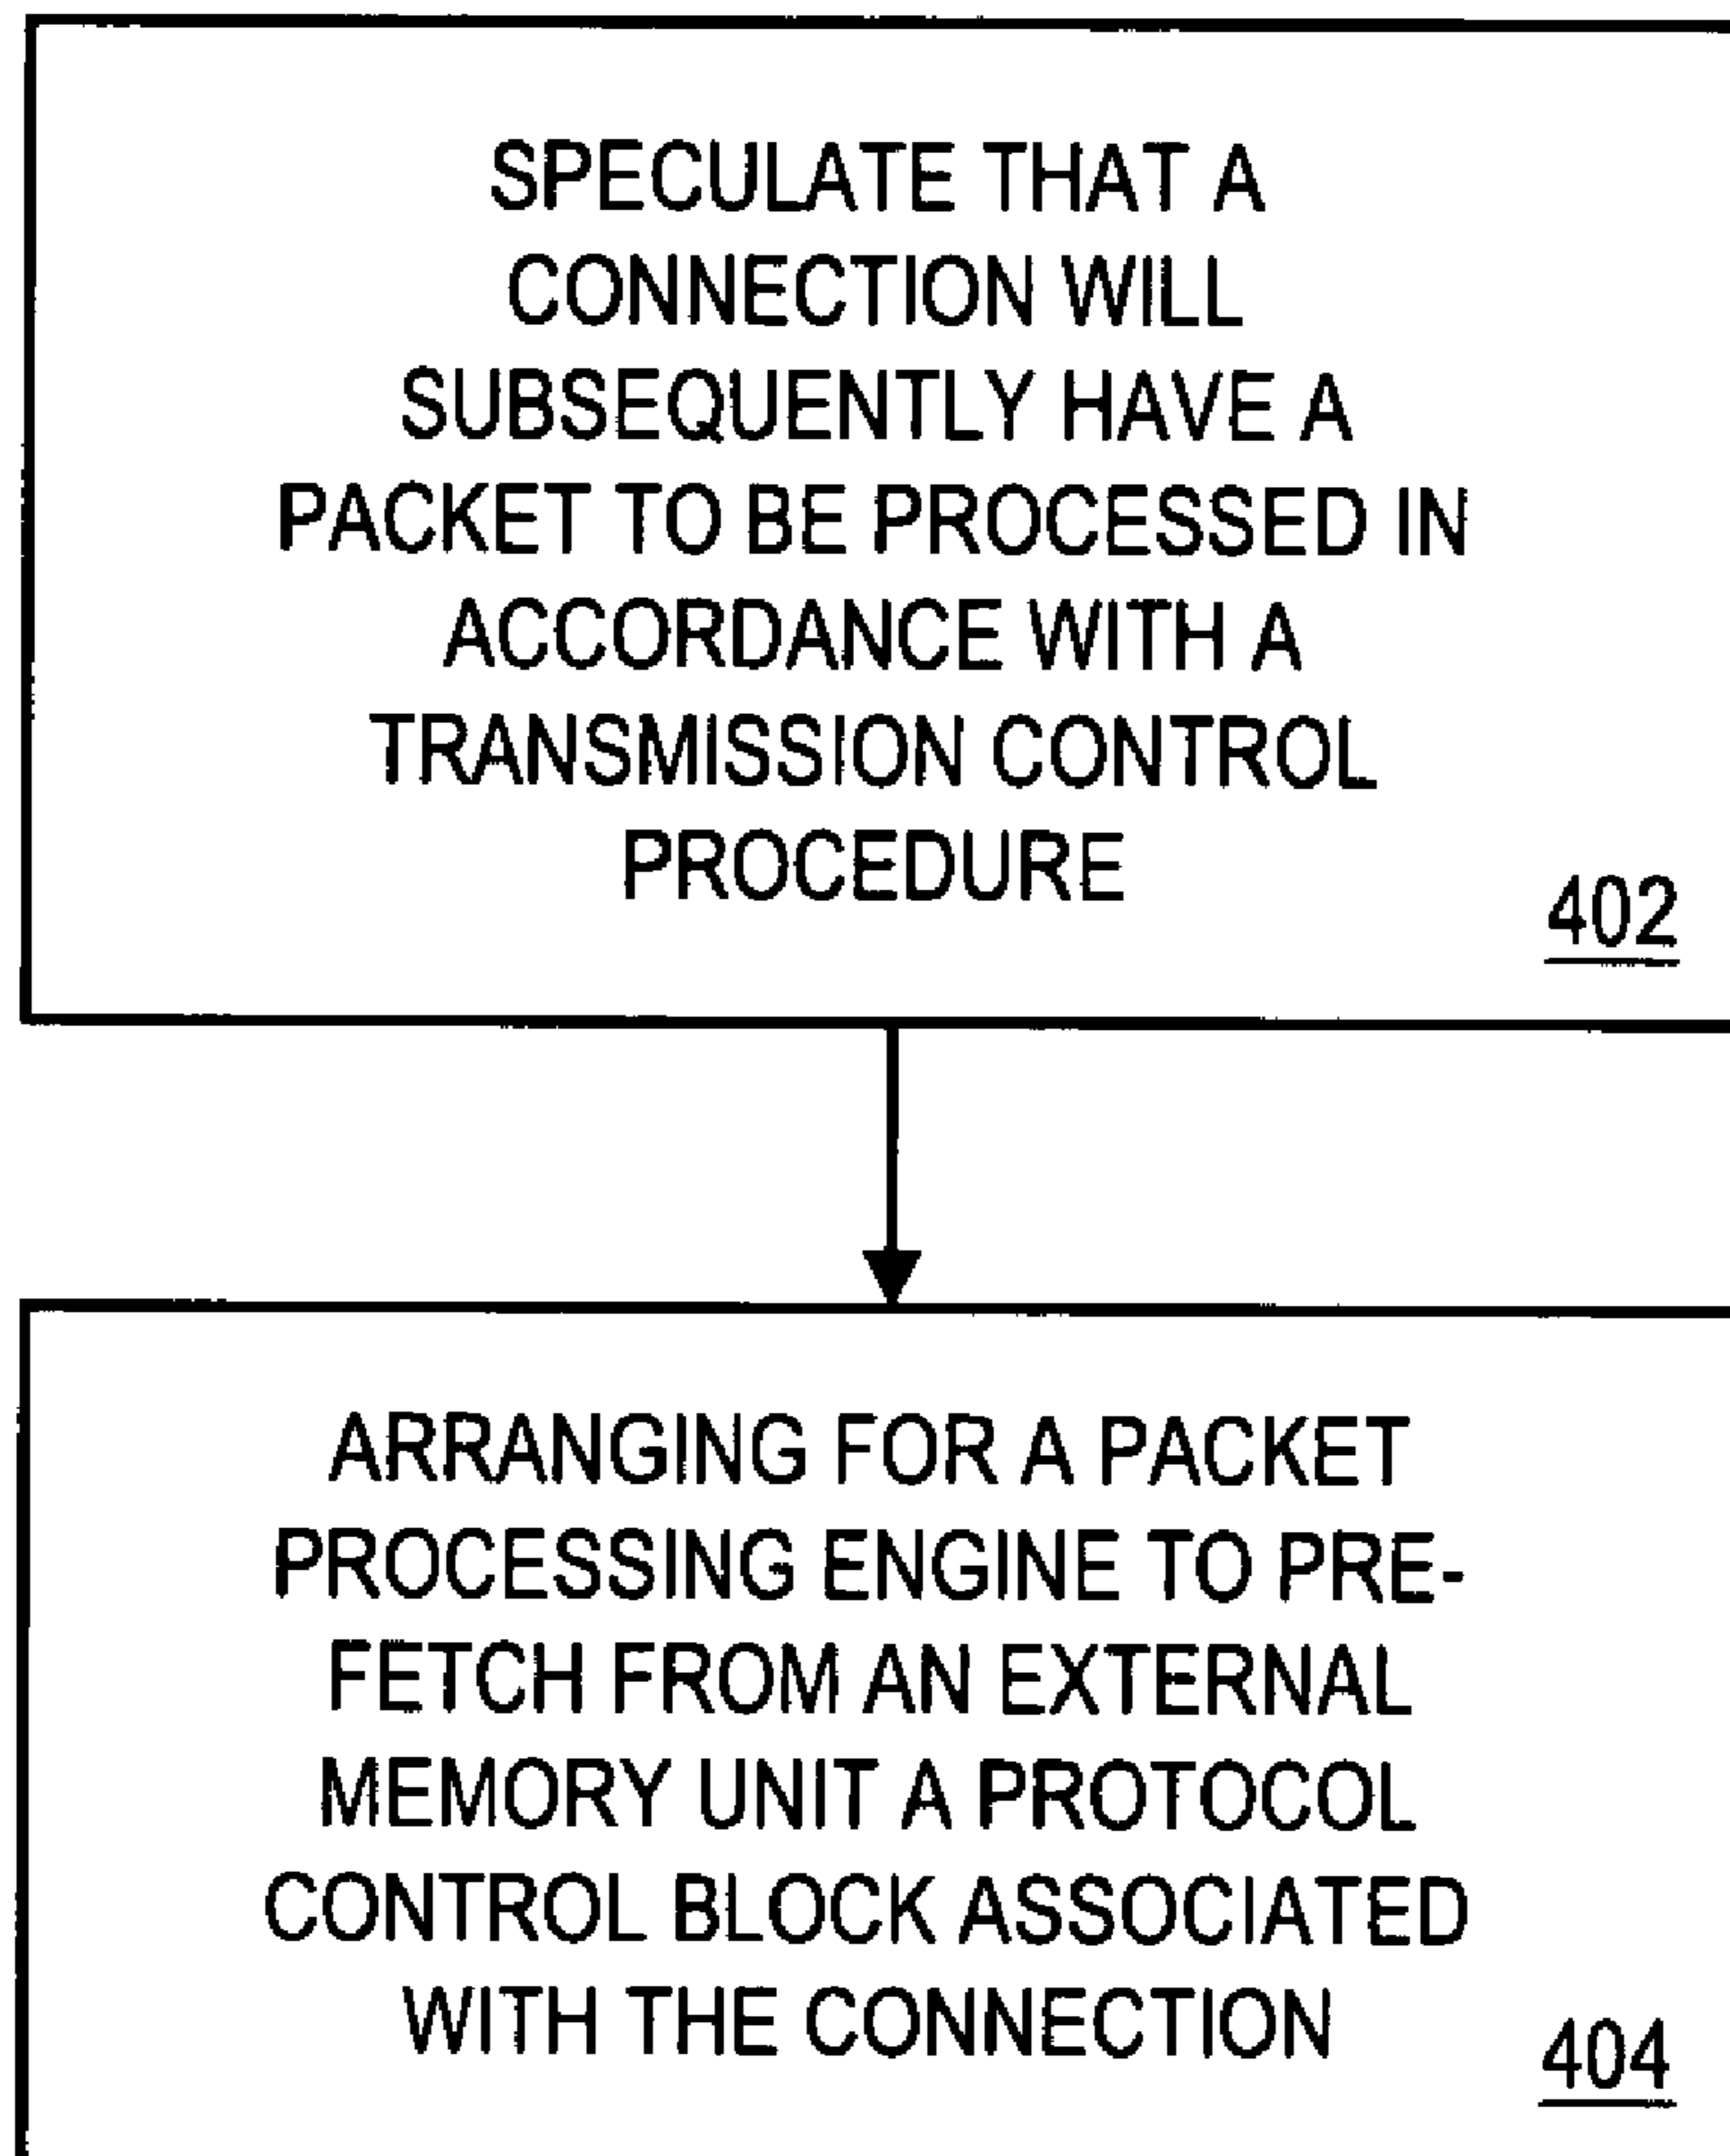 SPECULATE THAT A
CONNECTION WILL
SUBSEQUENTLY HAVE A
PACKET TO BE PROCESSED IN
ACCORDANCE WITH A
TRANSMISSION CONTROL
PROCEDURE
402
ARRANGING FOR A PACKET
PROCESSING ENGINE TO PRE-
FETCH FROM AN EXTERNAL
MEMORY UNIT A PROTOCOL
CONTROL BLOCK ASSOCIATED
WITH THE CONNECTION
404